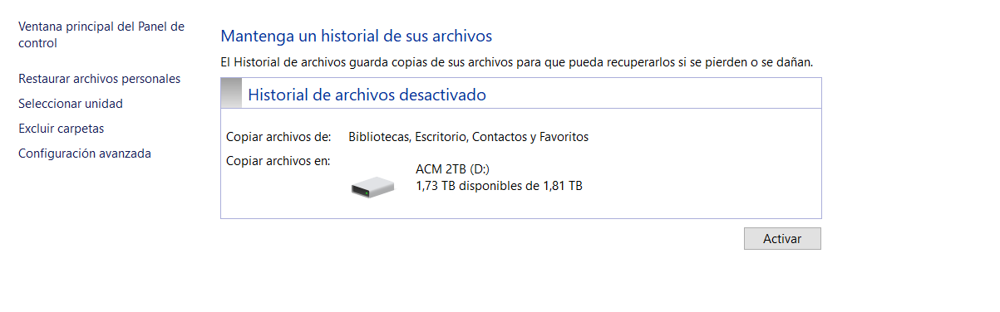 Ventana principal del Panel de
control
Restaurar archivos personales
Seleccionar unidad
Excluir carpetas
Configuración avanzada
Mantenga un historial de sus archivos
El Historial de archivos guarda copias de sus archivos para que pueda recuperarlos si se pierden o se dañan.
Historial de archivos desactivado
Copiar archivos de: Bibliotecas, Escritorio, Contactos y Favoritos
Copiar archivos en:
ACM 2TB (D:)
1,73 TB disponibles de 1,81 TB
Activar